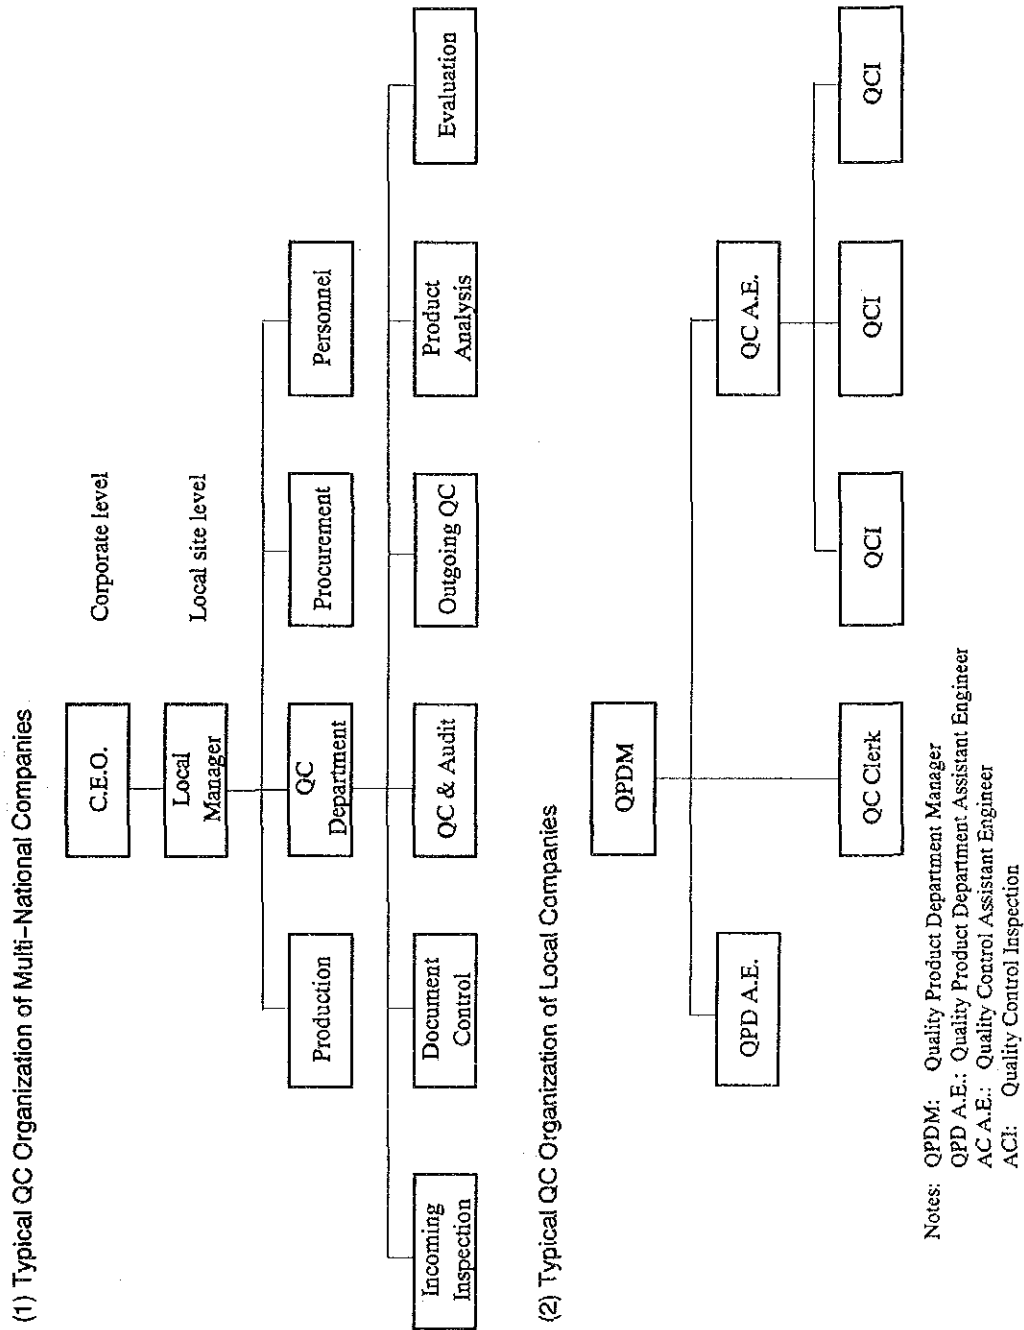 (1) Typical QC Organization of Multi-National Companies
C.E.O.
Corporate level
Local
Manager
Local site level
Production
QC
Department
Procurement
Personnel
Incoming
Inspection
Document
Control
QC & Audit
Outgoing QC
Product
Analysis
Evaluation
(2) Typical QC Organization of Local Companies
QPDM
QPD A.E.
QC A.E.
QC Clerk
QCI
QCI
QCI
Notes: QPDM: Quality Product Department Manager
QPD A.E.: Quality Product Department Assistant Engineer
AC A.E.: Quality Control Assistant Engineer
ACI: Quality Control Inspection